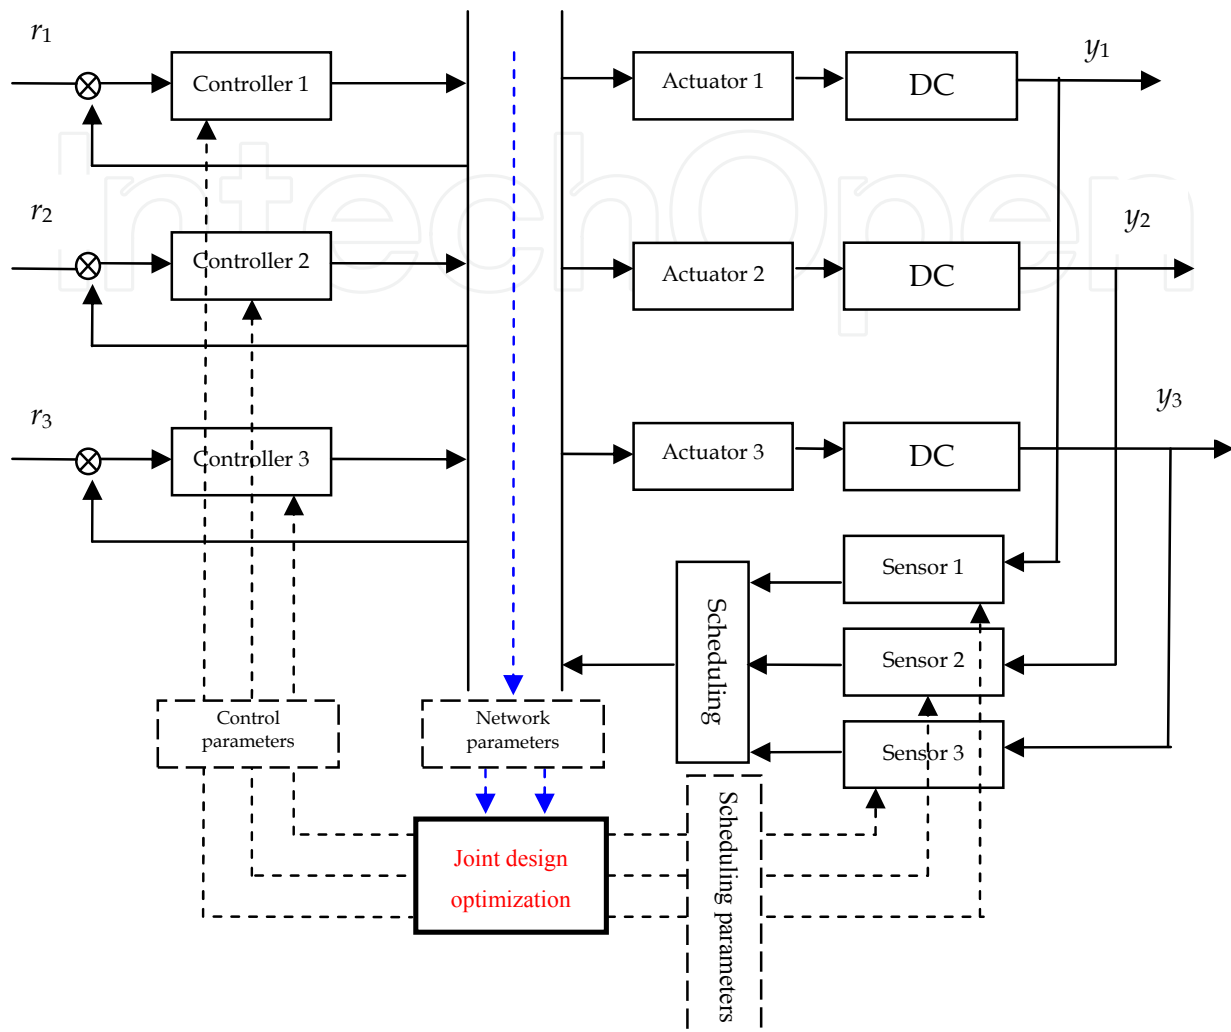 r1
Controller 1
Actuator 1
DC
y1
IntechOpen
r2
Controller 2
Actuator 2
DC
y2
r3
Controller 3
Actuator 3
DC
y3
Scheduling
Sensor 1
Sensor 2
Sensor 3
Control
parameters
Network
parameters
Joint design
optimization
Scheduling parameters